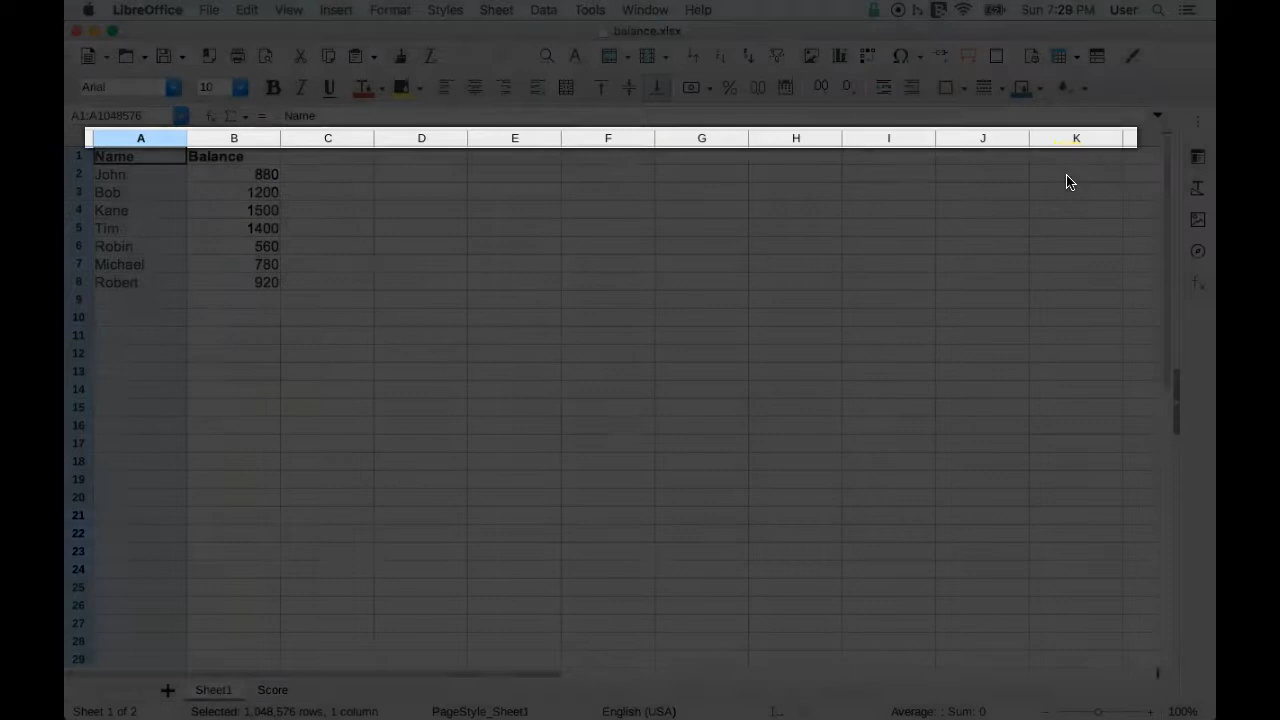 LibreOffice File Edit View Insert Format Styles Sheet Data Tools Window Help Sun 7:29 PM User
balance.xlsx
Arial 10
A1:A1048576 = Name
A B C D E F G H I J K
1 Name Balance
2 John 880
3 Bob 1200
4 Kane 1500
5 Tim 1400
6 Robin 560
7 Michael 780
8 Robert 920
9
10
11
12
13
14
15
16
17
18
19
20
21
22
23
24
25
26
27
28
29
Sheet1 Score
Sheet 1 of 2 Selected: 1,048,576 rows, 1 column PageStyle_Sheet1 English (USA) Average: ; Sum: 0 100%